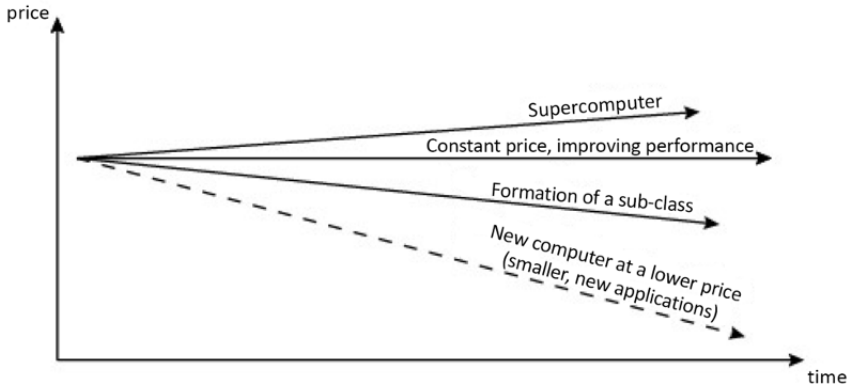 price
Supercomputer
Constant price, improving performance
Formation of a sub-class
New computer at a lower price
(smaller, new applications)
time